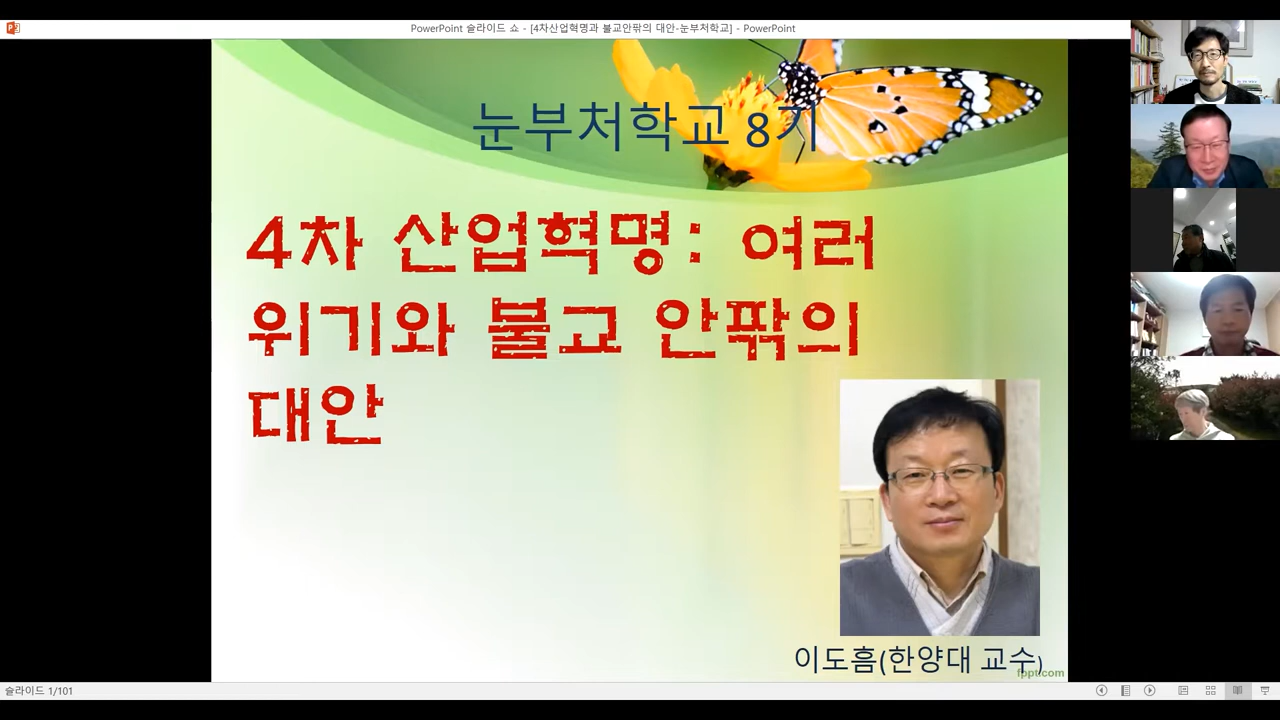 PowerPoint 슬라이드 쇼 - [4차산업혁명과 불교안팎의 대안-눈부처학교] - PowerPoint
눈부처학교 8기
4차 산업혁명: 여러
위기와 불교 안팎의
대안
이도흠(한양대 교수)
fppt.com
슬라이드 1/101